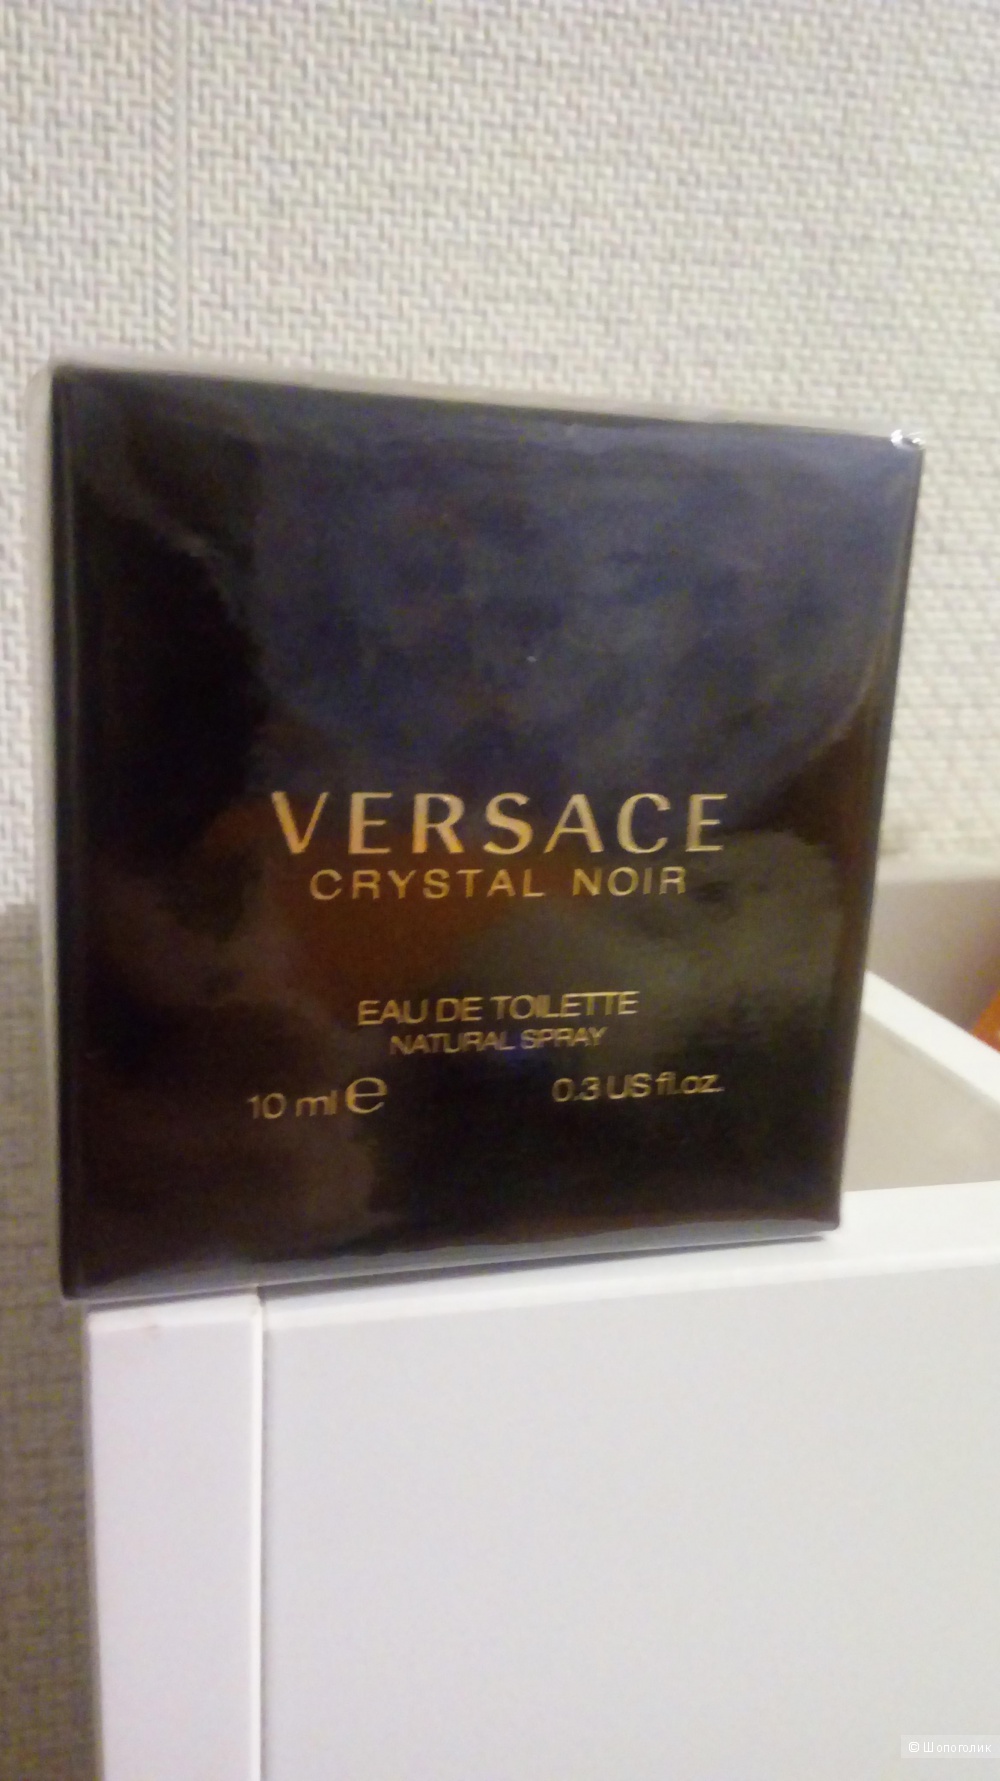 VERSACE
CRYSTAL NOIR
EAU DE TOILETTE
NATURAL SPRAY
10 ml e 0.3 US fl.oz.
© Шопоголик